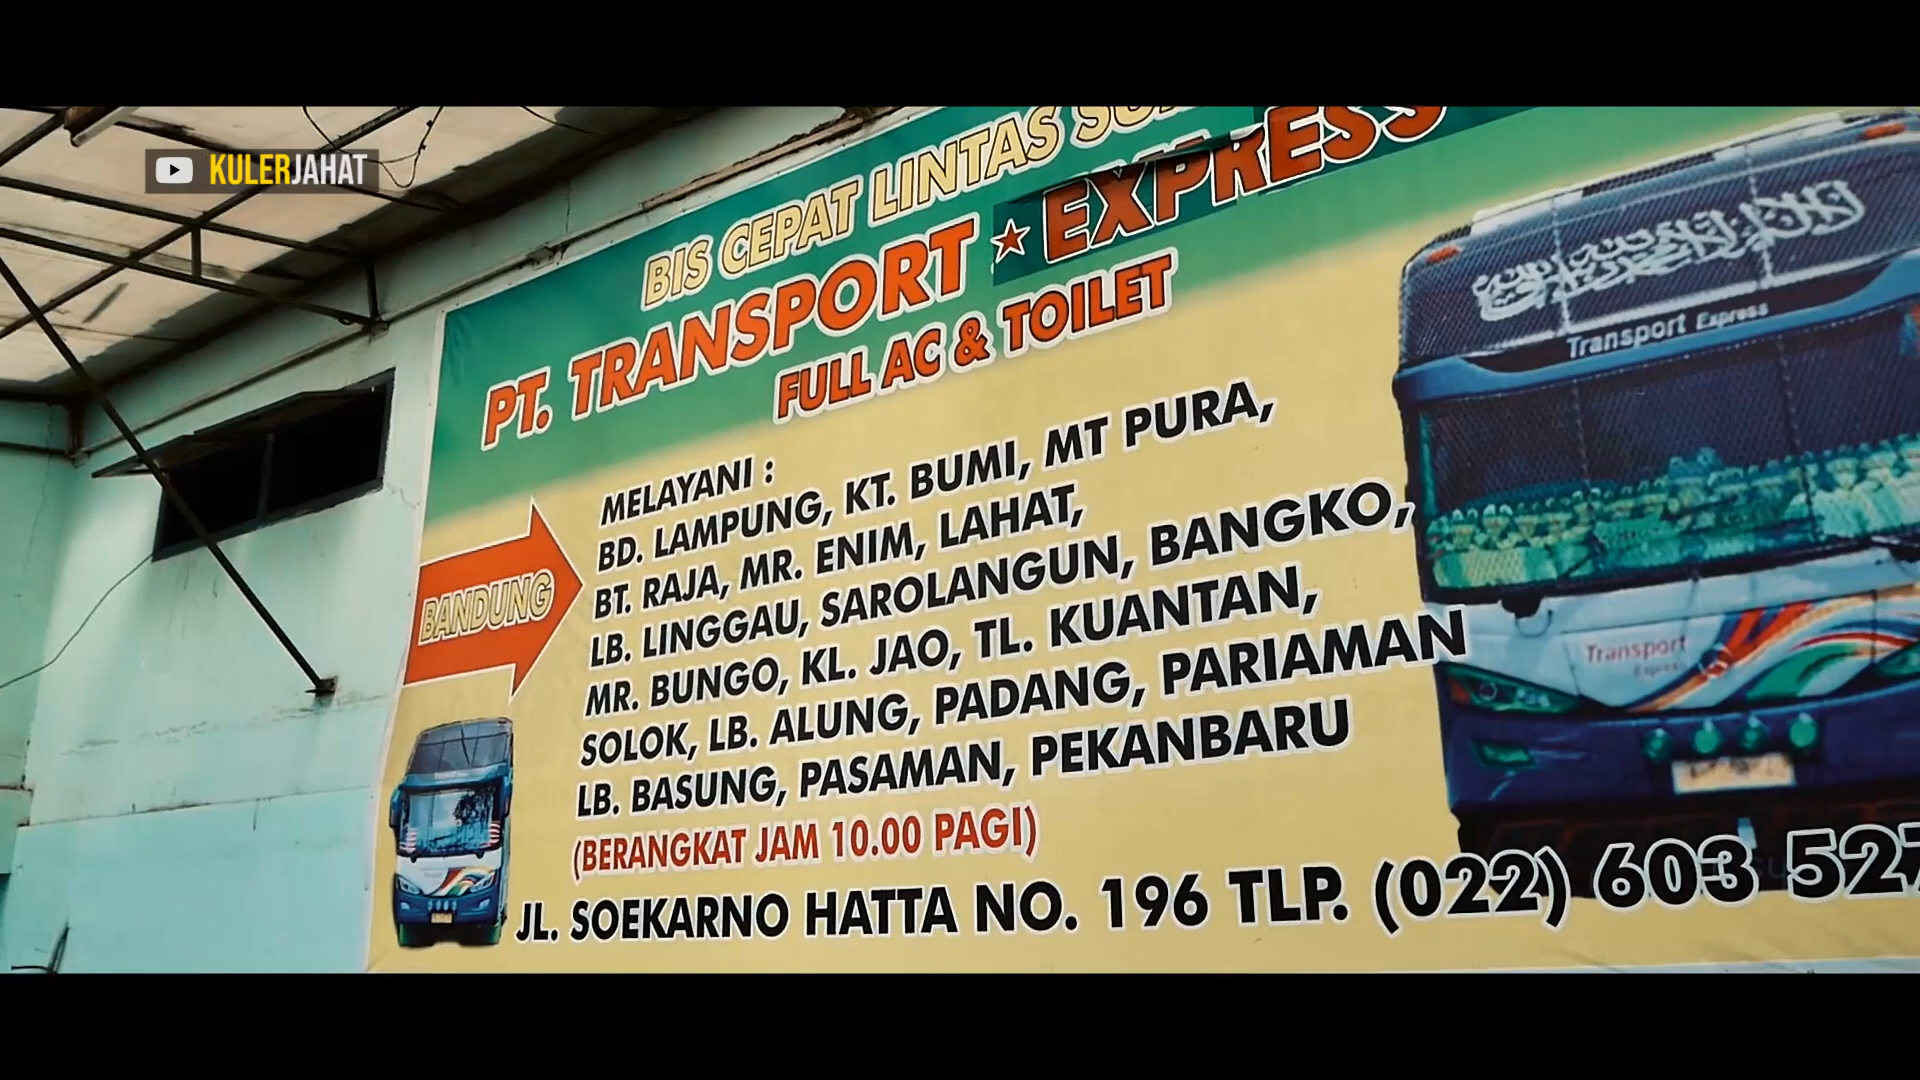 KULERJAHAT
BIS CEPAT LINTAS
PT. TRANSPORT ★ EXPRESS
FULL AC & TOILET
MELAYANI :
BD. LAMPUNG, KT. BUMI, MT PURA,
BT. RAJA, MR. ENIM, LAHAT,
LB. LINGGAU, SAROLANGUN, BANGKO,
MR. BUNGO, KL. JAO, TL. KUANTAN,
SOLOK, LB. ALUNG, PADANG, PARIAMAN
LB. BASUNG, PASAMAN, PEKANBARU
(BERANGKAT JAM 10.00 PAGI)
JL. SOEKARNO HATTA NO. 196 TLP. (022) 603 527
BANDUNG
Transport Express
Transport
Express